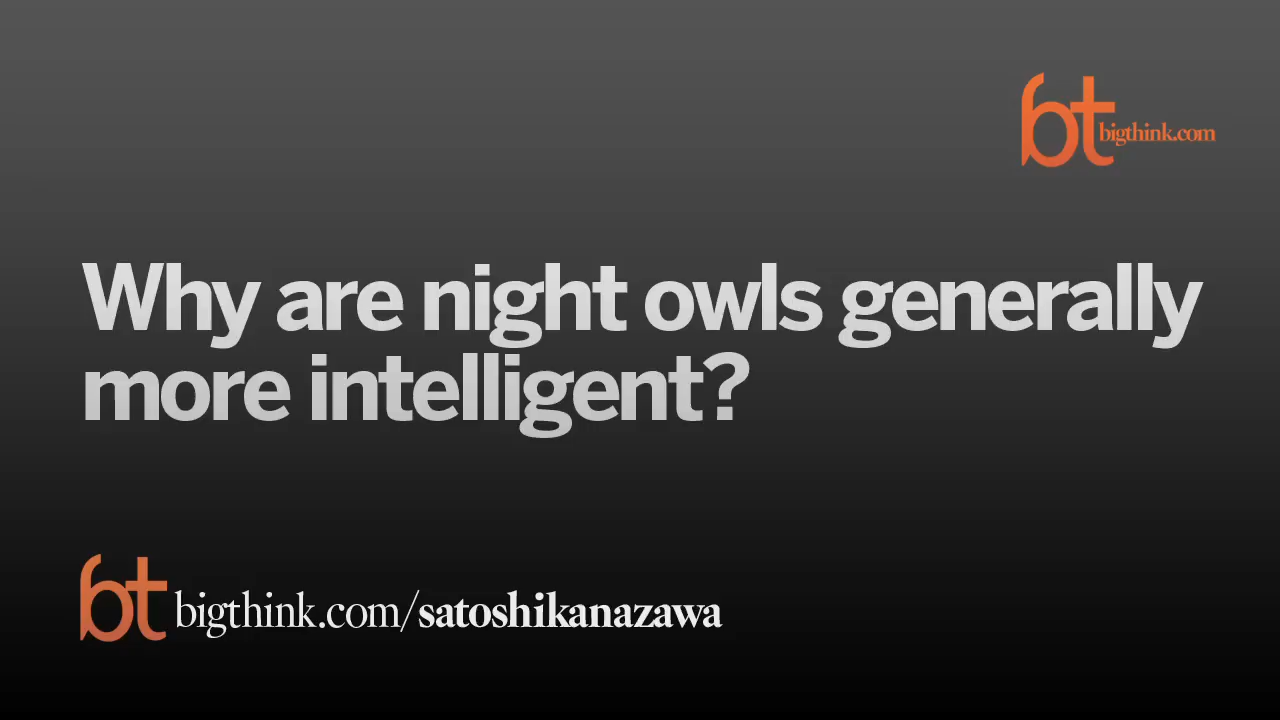 bt bigthink.com
Why are night owls generally
more intelligent?
bt bigthink.com/satoshikanazawa